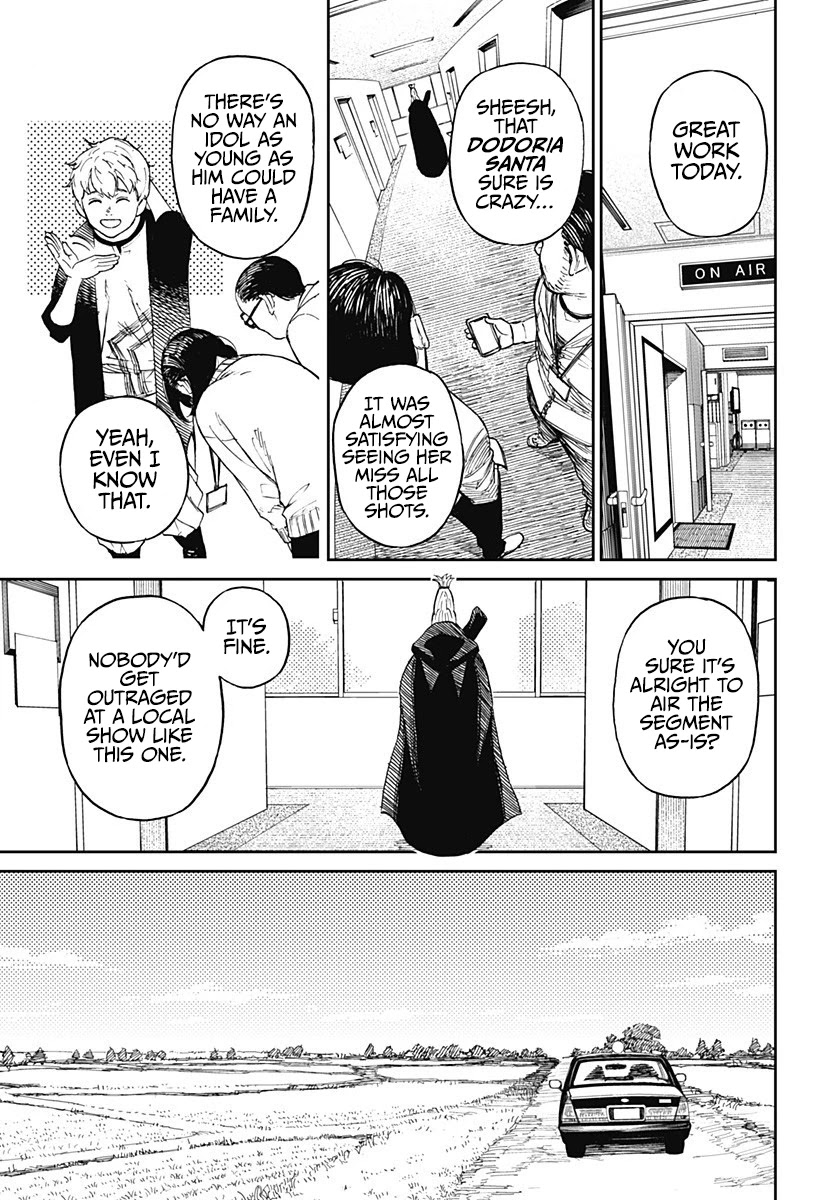 GREAT
WORK
TODAY.
ON AIR
SHEESH,
THAT
DODORIA
SANTA
SURE IS
CRAZY...
IT WAS
ALMOST
SATISFYING
SEEING HER
MISS ALL
THOSE
SHOTS.
THERE'S
NO WAY AN
IDOL AS
YOUNG AS
HIM COULD
HAVE A
FAMILY.
YEAH,
EVEN I
KNOW
THAT.
YOU
SURE IT'S
ALRIGHT TO
AIR THE
SEGMENT
AS-IS?
IT'S
FINE.
NOBODY'D
GET
OUTRAGED
AT A LOCAL
SHOW LIKE
THIS ONE.